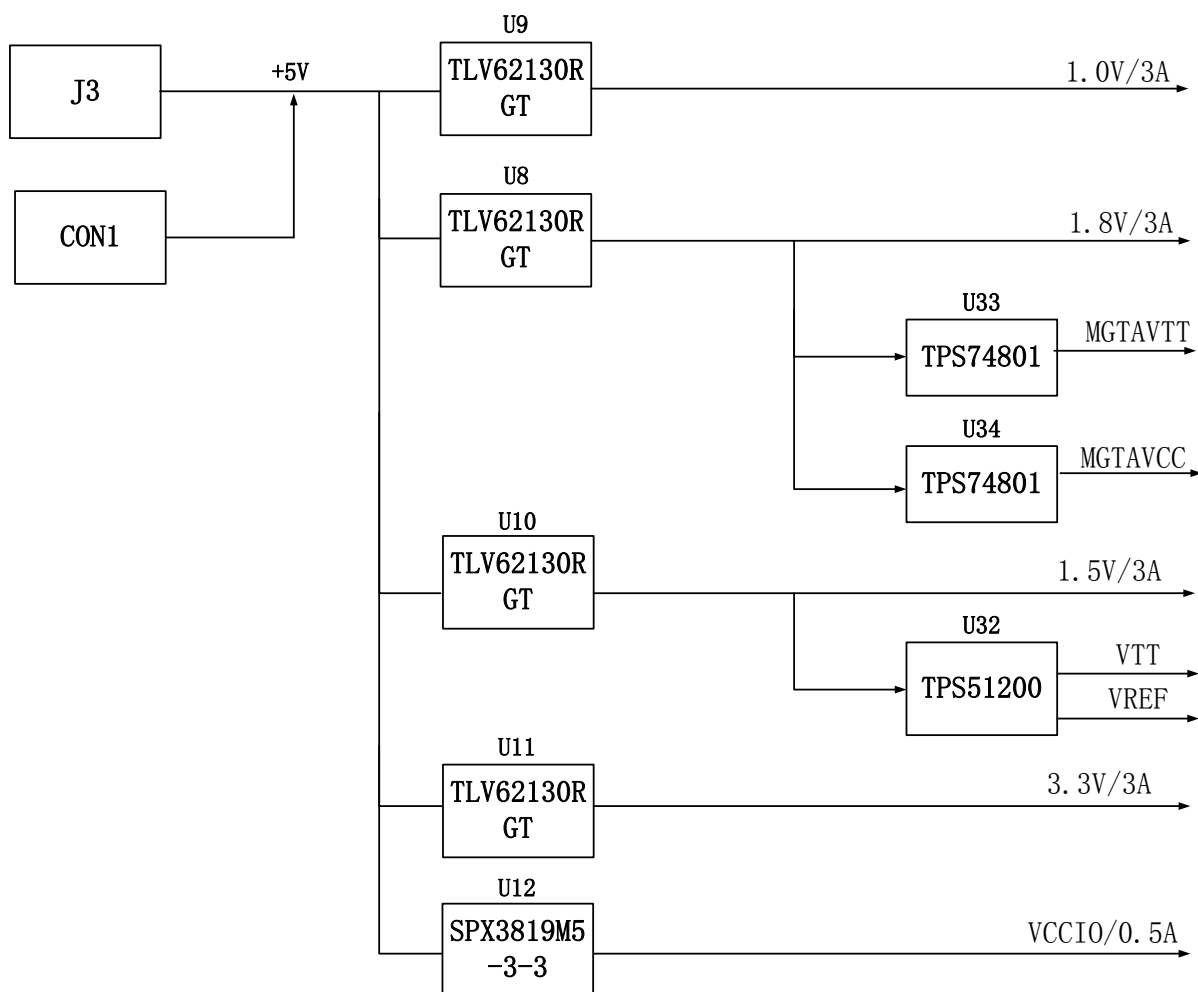 U9
J3
+5V
TLV62130R
GT
1.0V/3A
U8
CON1
TLV62130R
GT
1.8V/3A
U33
TPS74801
MGTAVTT
U34
TPS74801
MGTAVCC
U10
TLV62130R
GT
1.5V/3A
U32
TPS51200
VTT
VREF
U11
TLV62130R
GT
3.3V/3A
U12
SPX3819M5
-3-3
VCCIO/0.5A